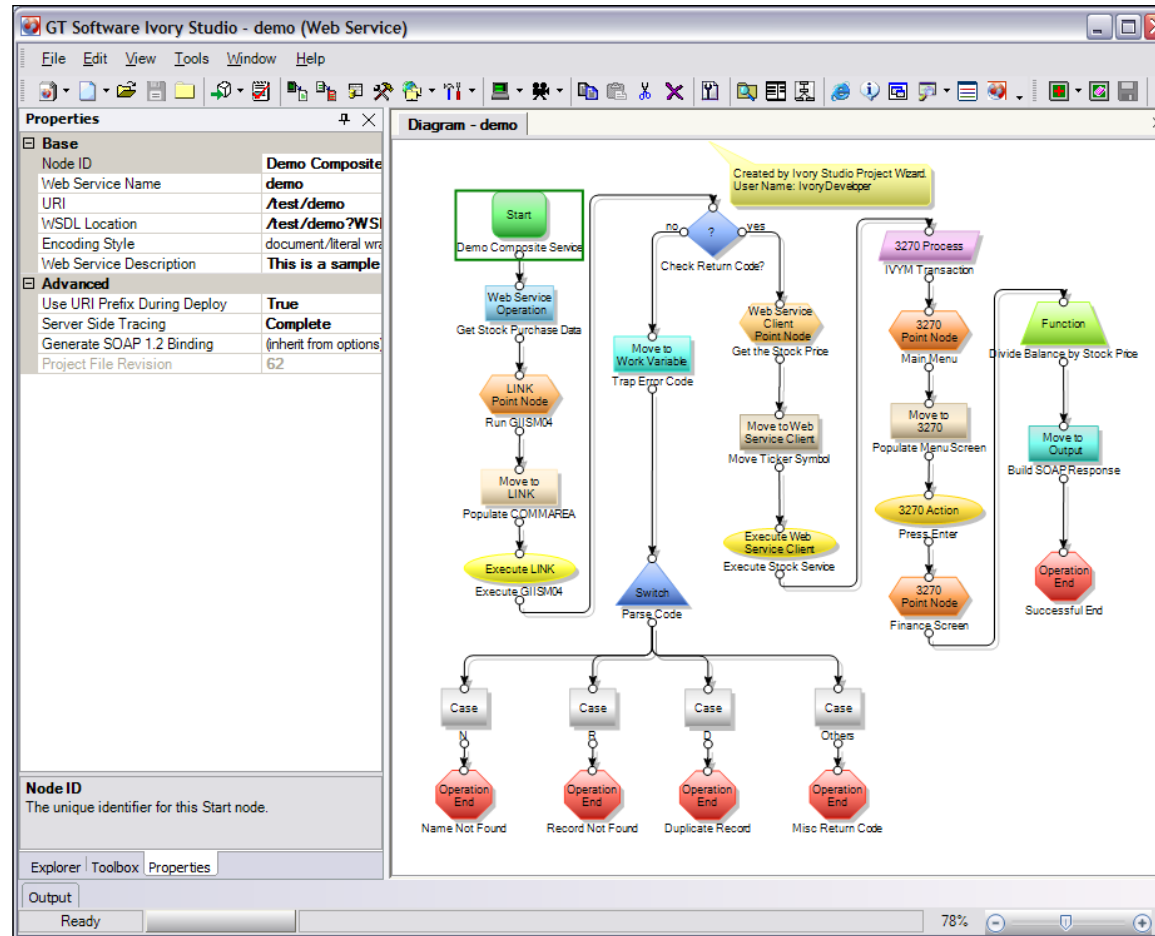 GT Software Ivory Studio - demo (Web Service)
File Edit View Tools Window Help
Properties
Base
Node ID Demo Composite
Web Service Name demo
URI /test/demo
WSDL Location /test/demo?WSI
Encoding Style document/literal wra
Web Service Description This is a sample
Advanced
Use URI Prefix During Deploy True
Server Side Tracing Complete
Generate SOAP 1.2 Binding (inherit from options)
Project File Revision 62
Node ID
The unique identifier for this Start node.
Explorer Toolbox Properties
Output
Ready
78%
Diagram - demo
Created by Ivory Studio Project Wizard.
User Name: IvoryDeveloper
Start
Demo Composite Service
Web Service
Operation
Get Stock Purchase Data
LINK
Point Node
Run GIISM04
Move to
LINK
Populate COMMAREA
Execute LINK
Execute GIISM04
no ? yes
Check Return Code?
Move to
Work Variable
Trap Error Code
Switch
Parse Code
Web Service
Client
Point Node
Get the Stock Price
Move to Web
Service Client
Move Ticker Symbol
Execute Web
Service Client
Execute Stock Service
3270 Process
IVYM Transaction
3270
Point Node
Main Menu
Move to
3270
Populate Menu Screen
3270 Action
Press Enter
3270
Point Node
Finance Screen
Function
Divide Balance by Stock Price
Move to
Output
Build SOAP Response
Operation
End
Successful End
Case
N
Operation
End
Name Not Found
Case
R
Operation
End
Record Not Found
Case
D
Operation
End
Duplicate Record
Case
Others
Operation
End
Misc Return Code